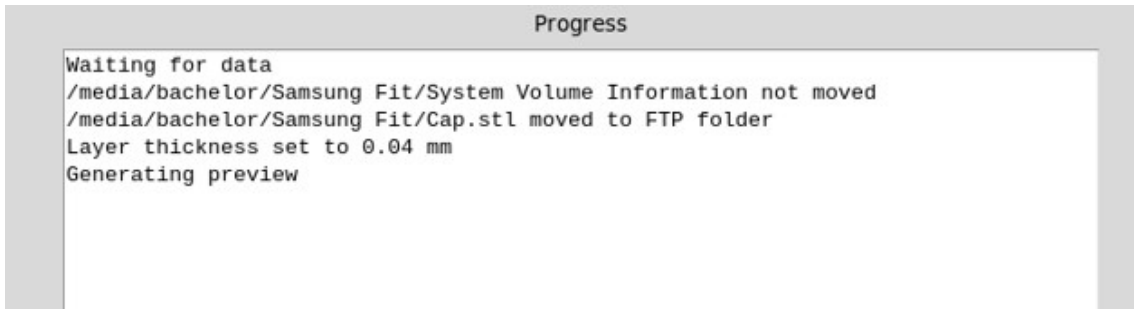 Progress
Waiting for data
/media/bachelor/Samsung Fit/System Volume Information not moved
/media/bachelor/Samsung Fit/Cap.stl moved to FTP folder
Layer thickness set to 0.04 mm
Generating preview